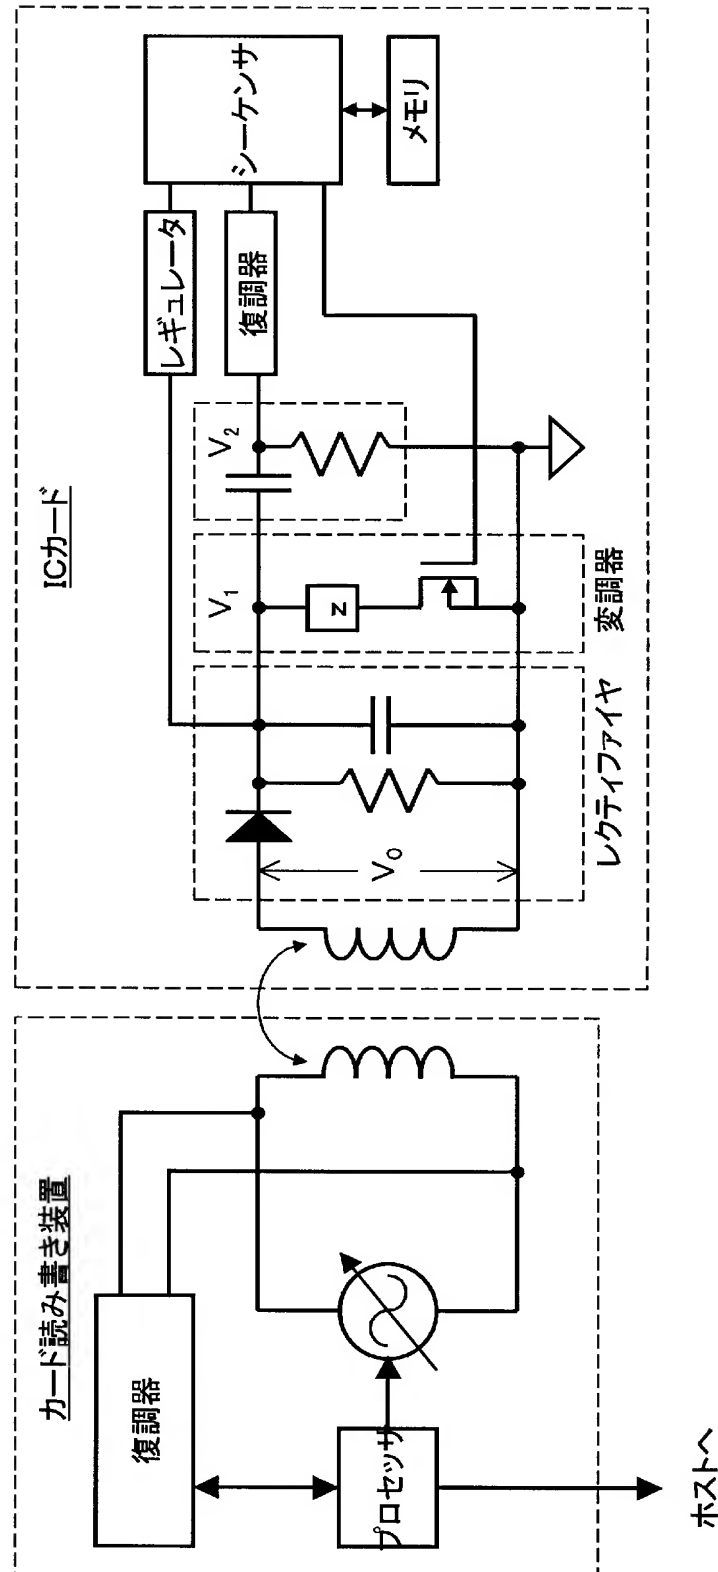 カード読み書き装置
復調器
プロセッサ
ホストへ
ICカード
V0
レクティファイヤ
V1
z
変調器
V2
レギュレータ
復調器
シーケンサ
メモリ